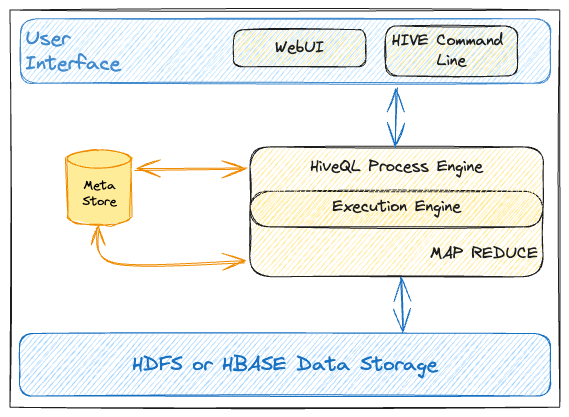 User
Interface
WebUI
HIVE Command
Line
HiveQL Process Engine
Meta
Store
Execution Engine
MAP REDUCE
HDFS or HBASE Data Storage